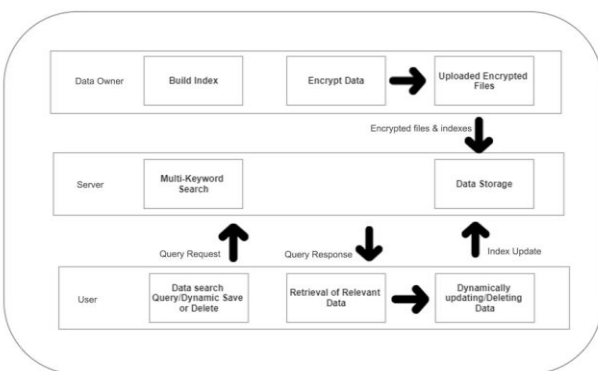 Data Owner
Build Index
Encrypt Data
Uploaded Encrypted
Files
Encrypted files & indexes
Server
Multi-Keyword
Search
Data Storage
Query Request
Query Response
Index Update
User
Data search
Query/Dynamic Save
or Delete
Retrieval of Relevant
Data
Dynamically
updating/Deleting
Data